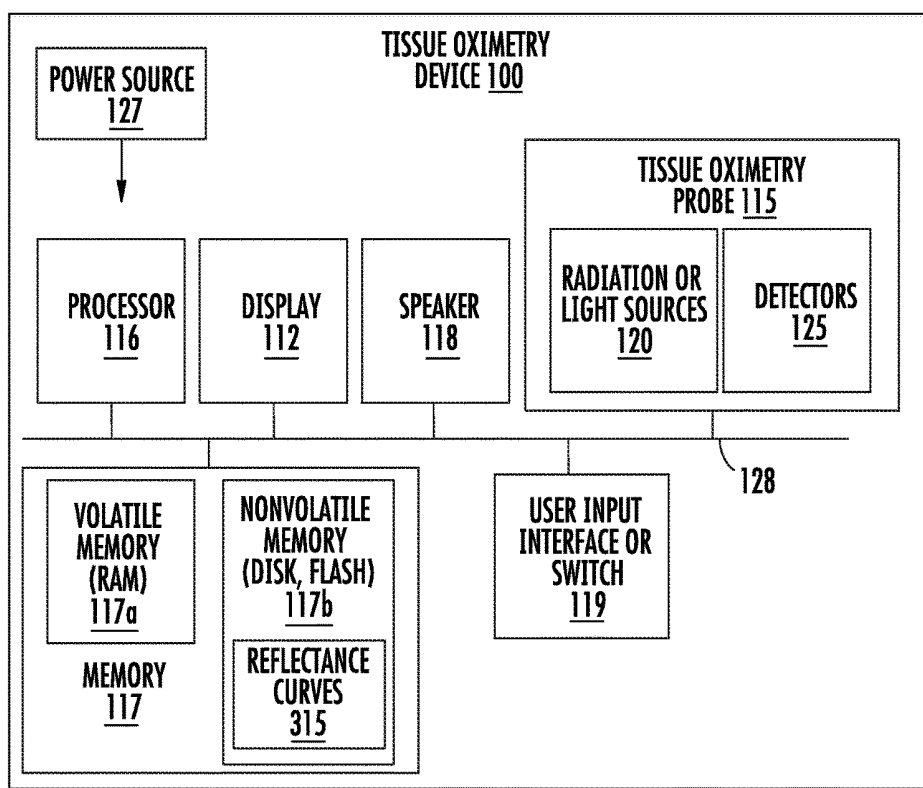 TISSUE OXIMETRY
DEVICE 100
POWER SOURCE
127
TISSUE OXIMETRY
PROBE 115
RADIATION OR
LIGHT SOURCES
120
DETECTORS
125
PROCESSOR
116
DISPLAY
112
SPEAKER
118
128
VOLATILE
MEMORY
(RAM)
117a
MEMORY
117
NONVOLATILE
MEMORY
(DISK, FLASH)
117b
REFLECTANCE
CURVES
315
USER INPUT
INTERFACE OR
SWITCH
119